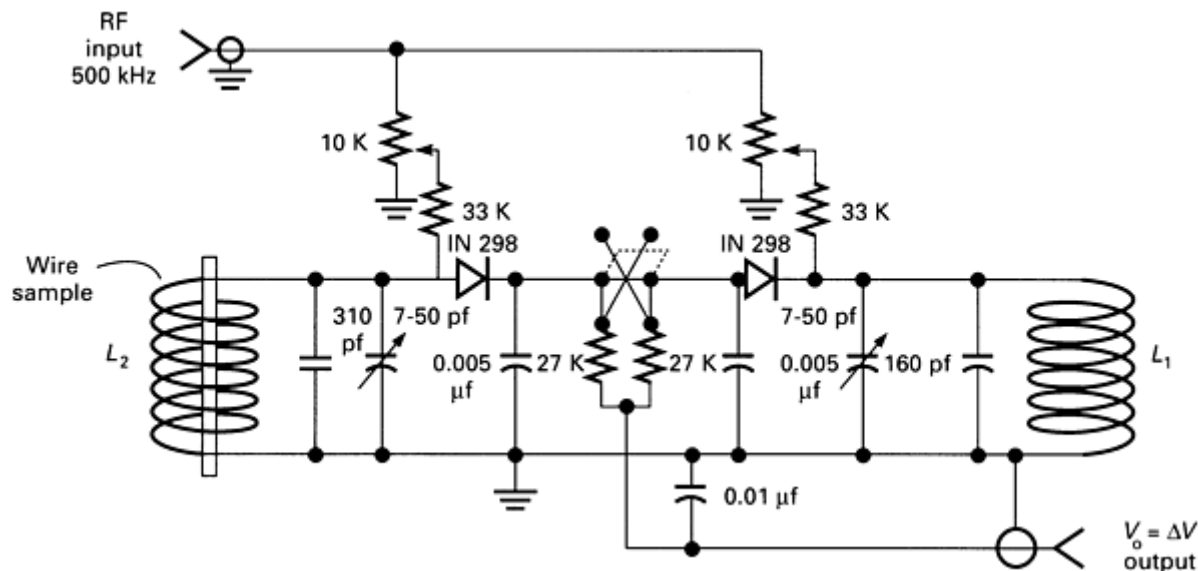 RF
input
500 kHz
10 K
10 K
33 K
33 K
IN 298
IN 298
Wire
sample
310
pf
7-50 pf
7-50 pf
L₂
0.005
μf
27 K
27 K
0.005
μf
160 pf
L₁
0.01 μf
Vₒ = ΔV
output